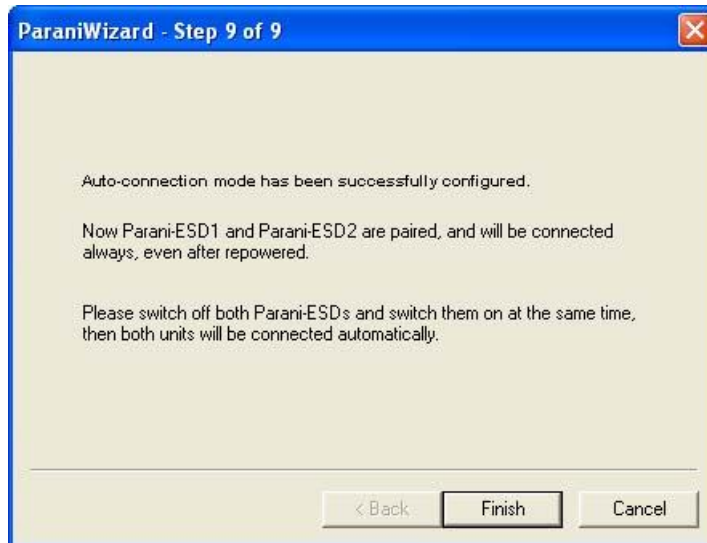 ParaniWizard - Step 9 of 9
Auto-connection mode has been successfully configured.
Now Parani-ESD1 and Parani-ESD2 are paired, and will be connected
always, even after repowered.
Please switch off both Parani-ESDs and switch them on at the same time,
then both units will be connected automatically.
< Back
Finish
Cancel